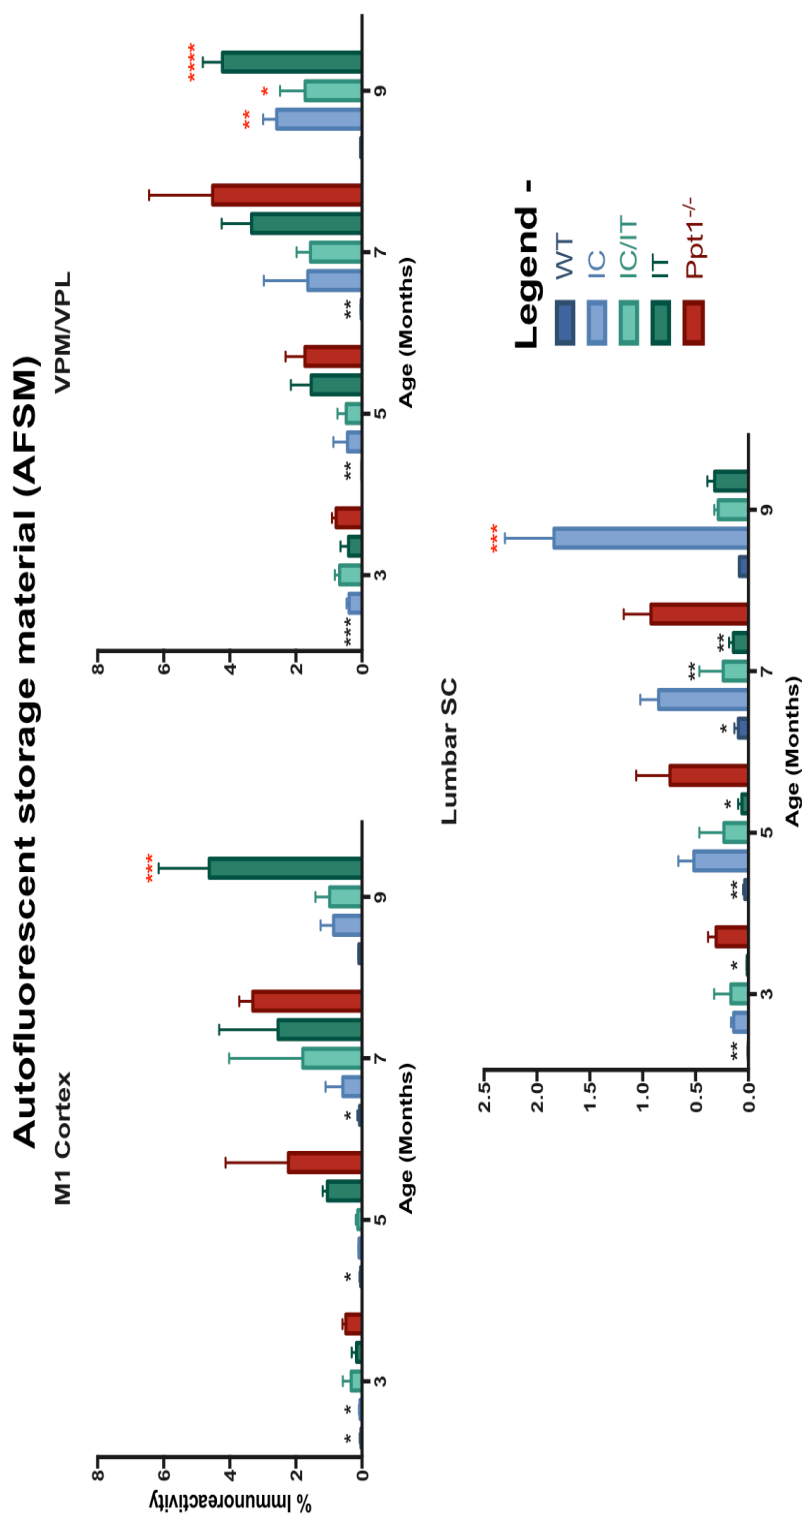 Autofluorescent storage material (AFSM)
M1 Cortex
% Immunoreactivity
8
6
4
2
0
* * * * ***
3 5 7 9
Age (Months)
VPM/VPL
8
6
4
2
0
*** ** ** ** * ****
3 5 7 9
Age (Months)
Lumbar SC
2.5
2.0
1.5
1.0
0.5
0.0
** * ** * * ** ** ***
3 5 7 9
Age (Months)
Legend -
WT
IC
IC/IT
IT
Ppt1-/-